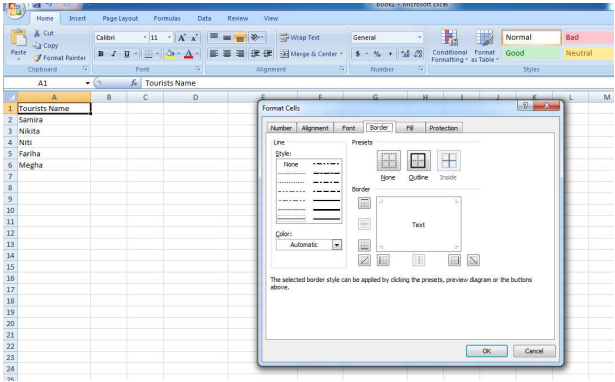 Book2 - Microsoft Excel
Home Insert Page Layout Formulas Data Review View
Cut
Copy
Format Painter
Paste
Calibri 11 A A
Wrap Text
General
Normal Bad
B I U A
Merge & Center
$ % ,
Conditional Formatting
Format as Table
Good Neutral
Clipboard Font Alignment Number Styles
A1 fx Tourists Name
A B C D E F G H I J K L M
1 Tourists Name
2 Samira
3 Nikita
4 Niti
5 Fariha
6 Megha
7
8
9
10
11
12
13
14
15
16
17
18
19
20
21
22
23
24
25
Format Cells ?
Number Alignment Font Border Fill Protection
Line Presets
Style:
None
None Outline Inside
Border
Text
Color:
Automatic
The selected border style can be applied by clicking the presets, preview diagram or the buttons
above.
OK Cancel